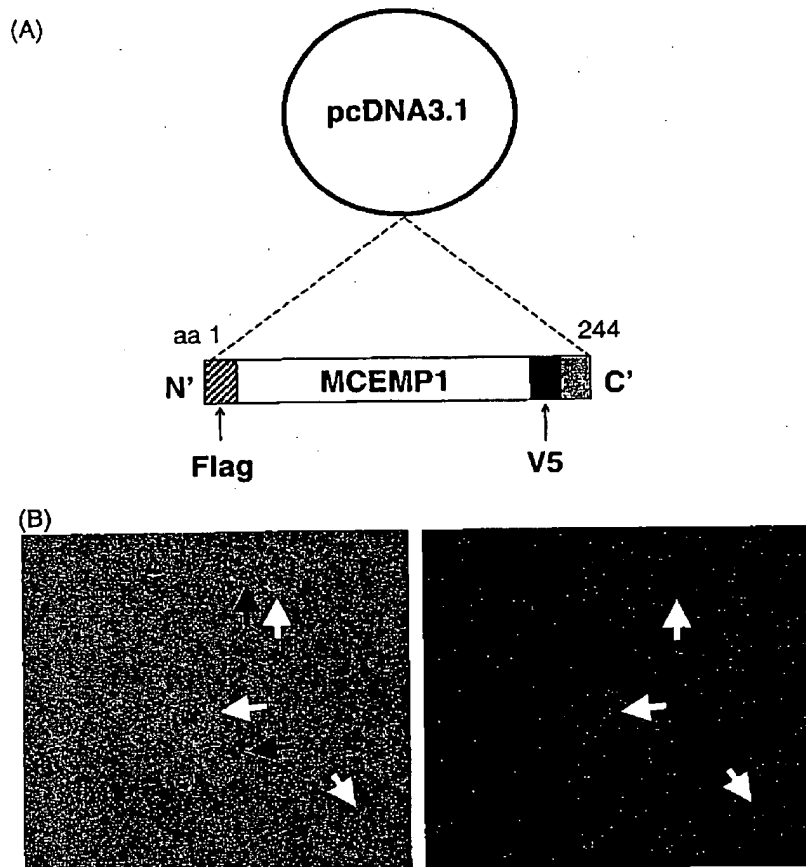 (A)
pcDNA3.1
aa 1
244
N'
MCEMP1
C'
Flag
V5
(B)